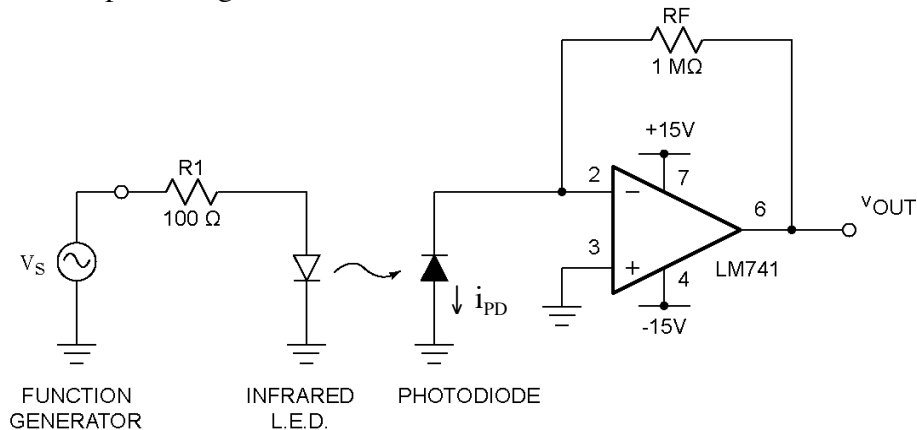 RF
1 MΩ
+15V
R1
100 Ω
2
7
6
vOUT
3
VS
4
LM741
iPD
-15V
FUNCTION
GENERATOR
INFRARED
L.E.D.
PHOTODIODE